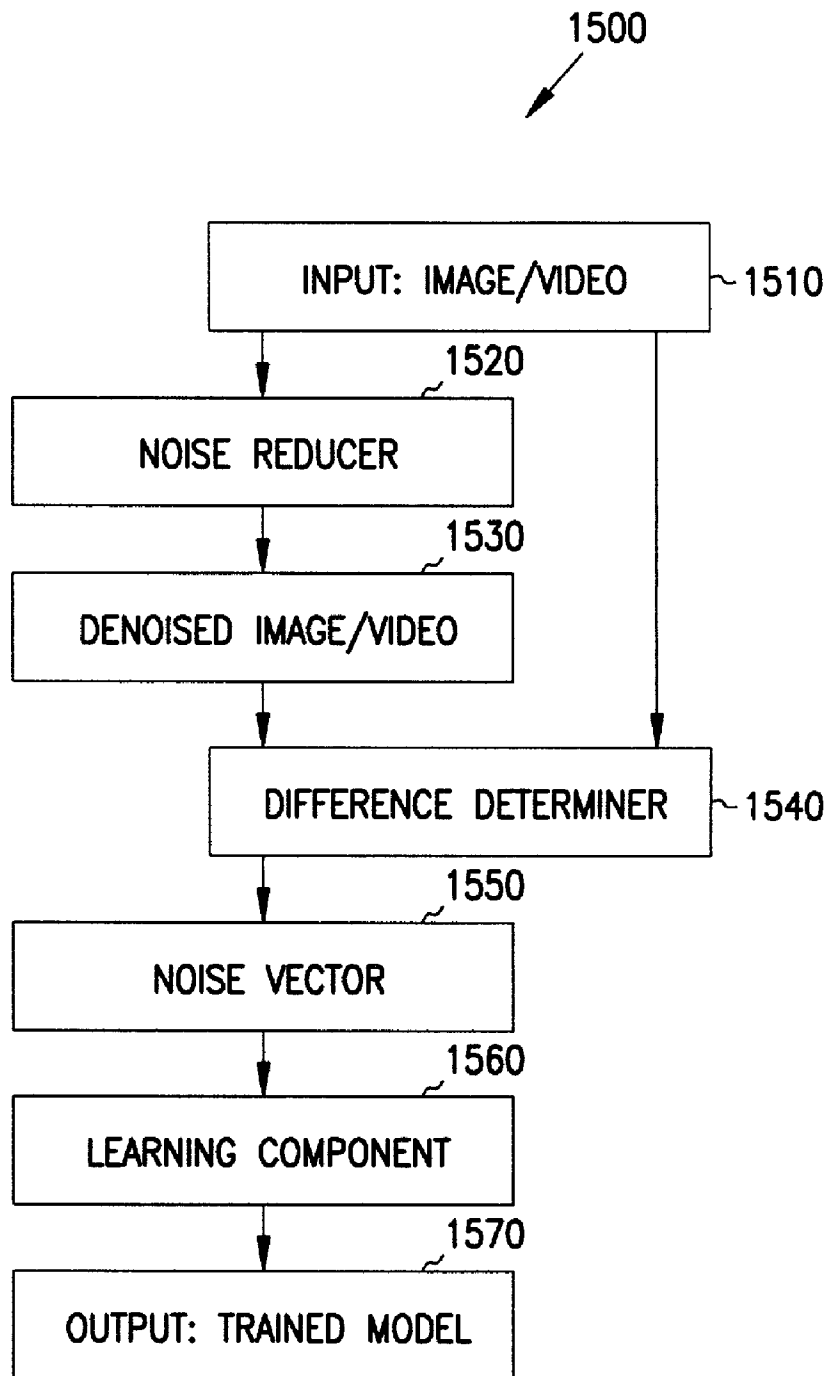 1500
INPUT: IMAGE/VIDEO
1510
1520
NOISE REDUCER
1530
DENOISED IMAGE/VIDEO
DIFFERENCE DETERMINER
1540
1550
NOISE VECTOR
1560
LEARNING COMPONENT
1570
OUTPUT: TRAINED MODEL